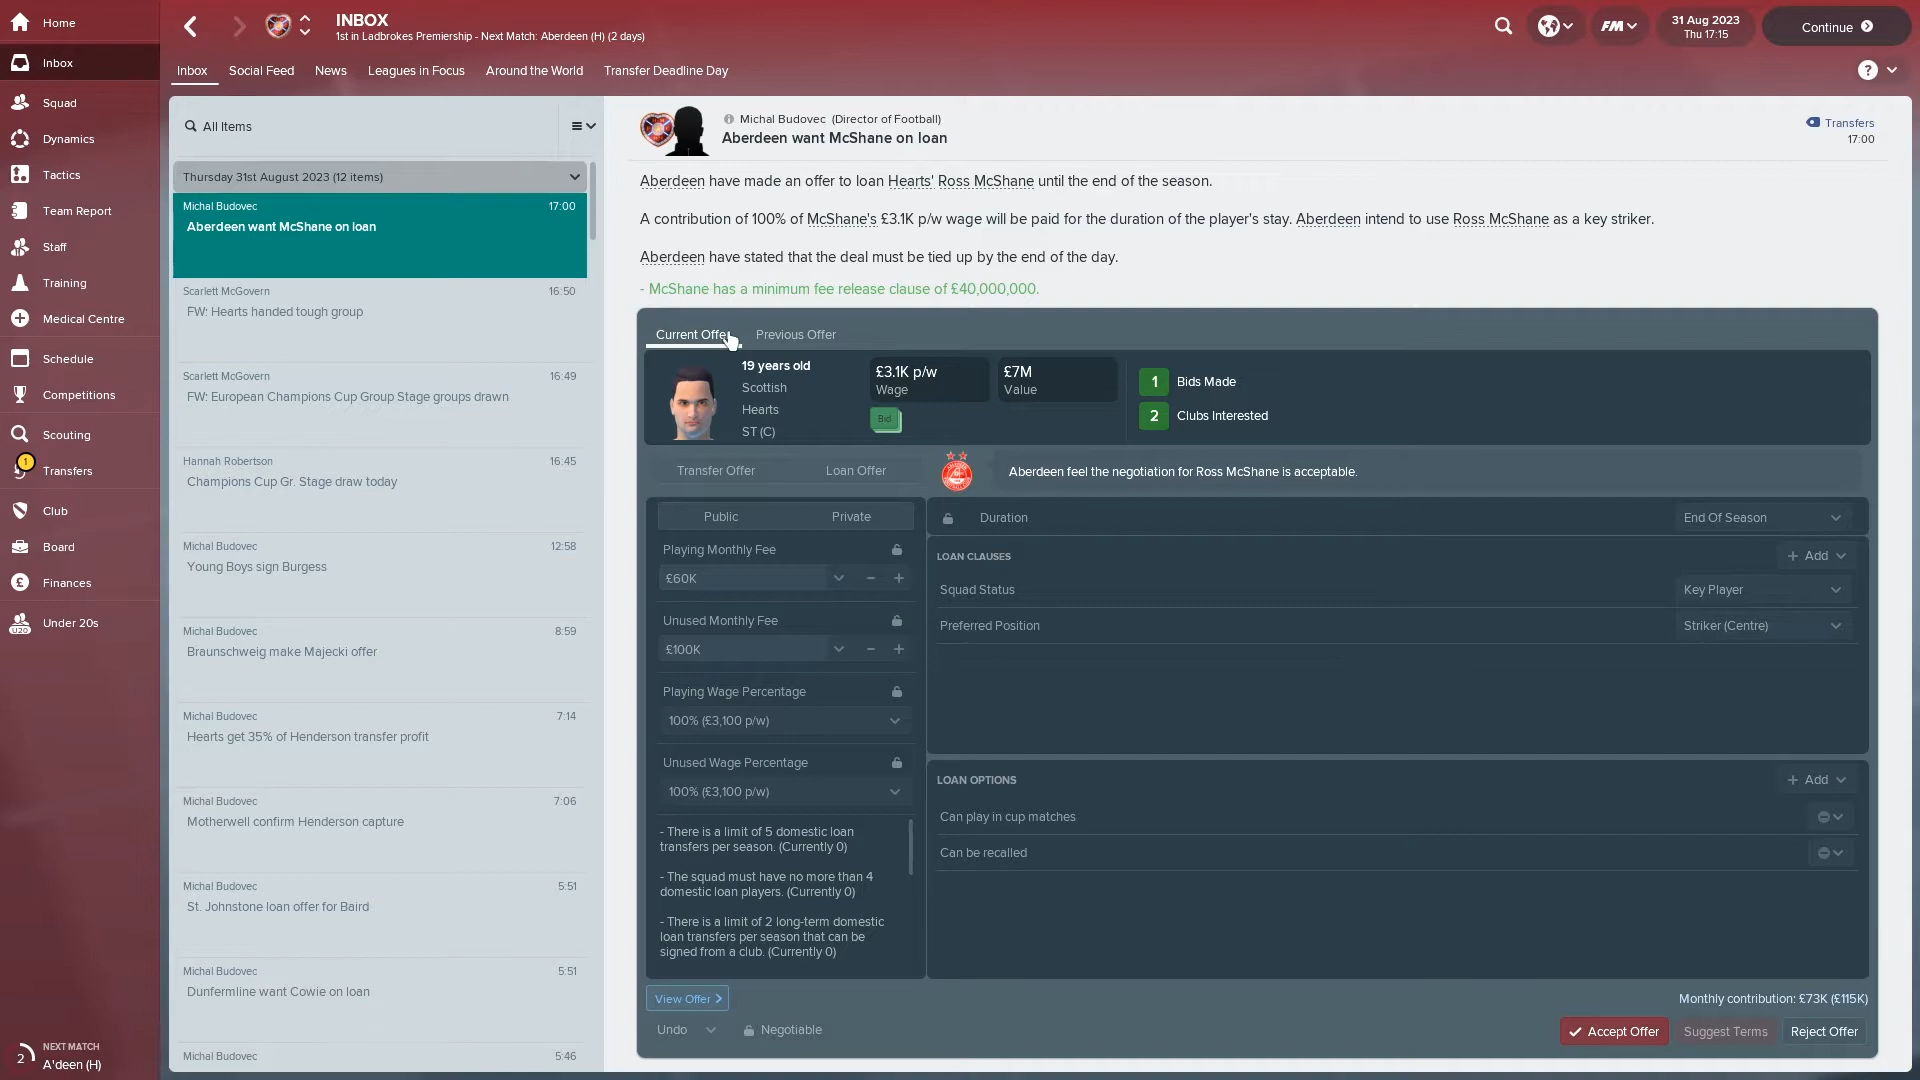 Home
Inbox
Squad
Dynamics
Tactics
Team Report
Staff
Training
Medical Centre
Schedule
Competitions
Scouting
1
Transfers
Club
Board
Finances
U20
Under 20s
2
NEXT MATCH
A'deen (H)
INBOX
1st in Ladbrokes Premiership - Next Match: Aberdeen (H) (2 days)
FM
31 Aug 2023
Thu 17:15
Continue
Inbox Social Feed News Leagues in Focus Around the World Transfer Deadline Day
?
All Items
Thursday 31st August 2023 (12 items)
Michal Budovec 17:00
Aberdeen want McShane on loan
Scarlett McGovern 16:50
FW: Hearts handed tough group
Scarlett McGovern 16:49
FW: European Champions Cup Group Stage groups drawn
Hannah Robertson 16:45
Champions Cup Gr. Stage draw today
Michal Budovec 12:58
Young Boys sign Burgess
Michal Budovec 8:59
Braunschweig make Majecki offer
Michal Budovec 7:14
Hearts get 35% of Henderson transfer profit
Michal Budovec 7:06
Motherwell confirm Henderson capture
Michal Budovec 5:51
St. Johnstone loan offer for Baird
Michal Budovec 5:51
Dunfermline want Cowie on loan
Michal Budovec 5:46
Michal Budovec (Director of Football)
Aberdeen want McShane on loan
Transfers
17:00
Aberdeen have made an offer to loan Hearts' Ross McShane until the end of the season.
A contribution of 100% of McShane's £3.1K p/w wage will be paid for the duration of the player's stay. Aberdeen intend to use Ross McShane as a key striker.
Aberdeen have stated that the deal must be tied up by the end of the day.
- McShane has a minimum fee release clause of £40,000,000.
Current Offer Previous Offer
19 years old
Scottish
Hearts
ST (C)
£3.1K p/w
Wage
Bid
£7M
Value
1 Bids Made
2 Clubs Interested
Transfer Offer Loan Offer
Aberdeen feel the negotiation for Ross McShane is acceptable.
Public Private
Playing Monthly Fee
£60K
Unused Monthly Fee
£100K
Playing Wage Percentage
100% (£3,100 p/w)
Unused Wage Percentage
100% (£3,100 p/w)
- There is a limit of 5 domestic loan
transfers per season. (Currently 0)
- The squad must have no more than 4
domestic loan players. (Currently 0)
- There is a limit of 2 long-term domestic
loan transfers per season that can be
signed from a club. (Currently 0)
Duration End Of Season
LOAN CLAUSES + Add
Squad Status Key Player
Preferred Position Striker (Centre)
LOAN OPTIONS + Add
Can play in cup matches
Can be recalled
View Offer
Monthly contribution: £73K (£115K)
Undo Negotiable
Accept Offer Suggest Terms Reject Offer